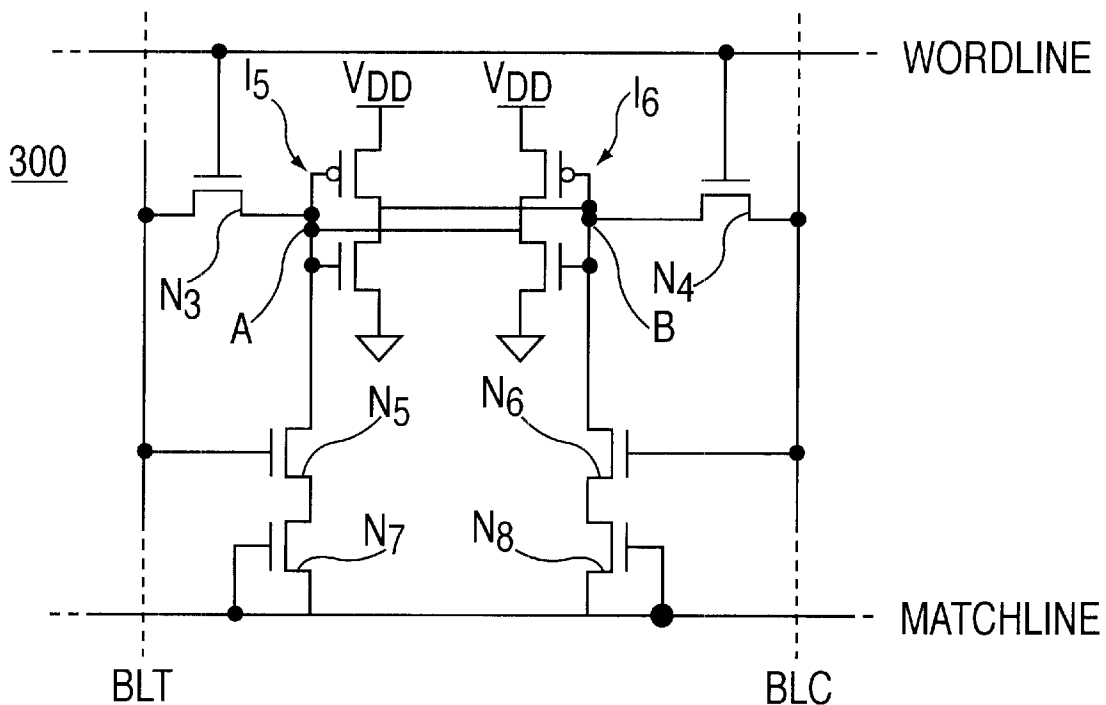 WORDLINE
I5 VDD VDD I6
300
N3 A B N4
N5 N6
N7 N8
MATCHLINE
BLT BLC